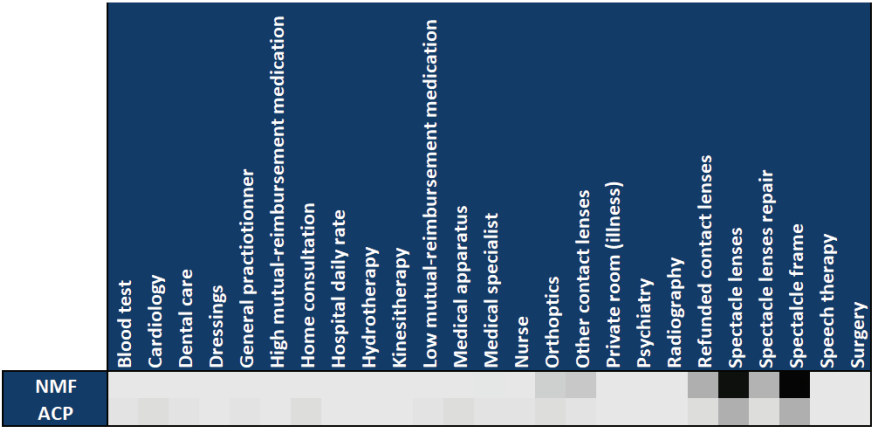 Blood test
Cardiology
Dental care
Dressings
General practiotionner
High mutual-reimbursement medication
Home consultation
Hospital daily rate
Hydrotherapy
Kinesitherapy
Low mutual-reimbursement medication
Medical apparatus
Medical specialist
Nurse
Orthoptics
Other contact lenses
Private room (illness)
Psychiatry
Radiography
Refunded contact lenses
Spectacle lenses
Spectacle lenses repair
Spectalcle frame
Speech therapy
Surgery
NMF
ACP